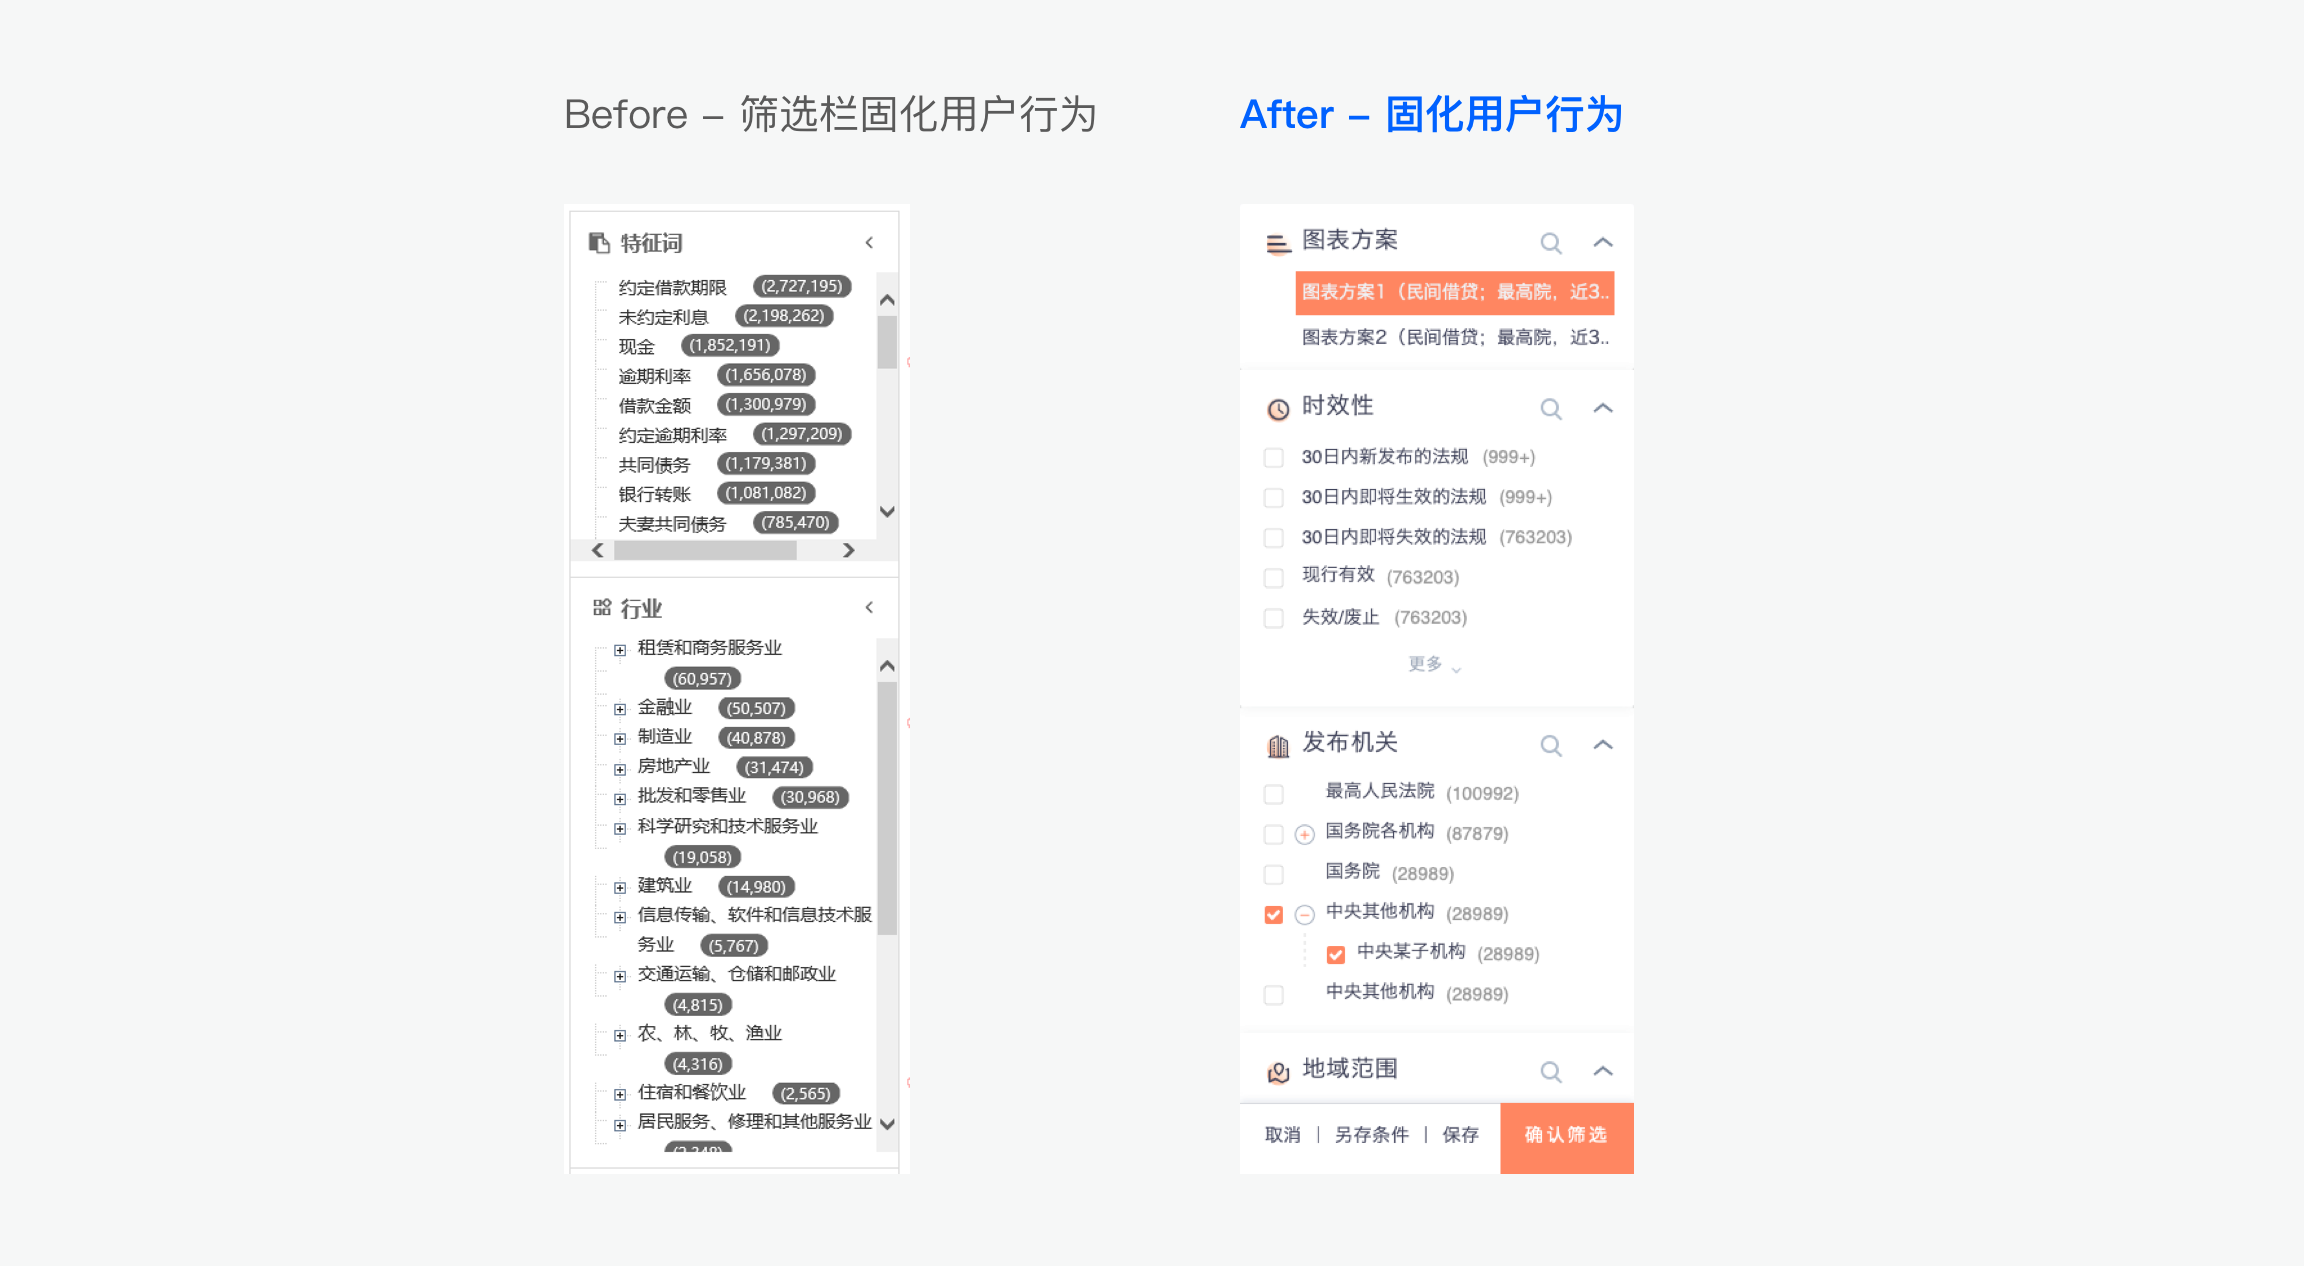 Before – 筛选栏固化用户行为
特征词
约定借款期限 (2,727,195)
未约定利息 (2,198,262)
现金 (1,852,191)
逾期利率 (1,656,078)
借款金额 (1,300,979)
约定逾期利率 (1,297,209)
共同债务 (1,179,381)
银行转账 (1,081,082)
夫妻共同债务 (785,470)
行业
租赁和商务服务业
(60,957)
金融业 (50,507)
制造业 (40,878)
房地产业 (31,474)
批发和零售业 (30,968)
科学研究和技术服务业
(19,058)
建筑业 (14,980)
信息传输、软件和信息技术服
务业 (5,767)
交通运输、仓储和邮政业
(4,815)
农、林、牧、渔业
(4,316)
住宿和餐饮业 (2,565)
居民服务、修理和其他服务业
After – 固化用户行为
图表方案
图表方案1（民间借贷；最高院，近3..
图表方案2（民间借贷；最高院，近3..
时效性
30日内新发布的法规 (999+)
30日内即将生效的法规 (999+)
30日内即将失效的法规 (763203)
现行有效 (763203)
失效/废止 (763203)
更多
发布机关
最高人民法院 (100992)
国务院各机构 (87879)
国务院 (28989)
中央其他机构 (28989)
中央某子机构 (28989)
中央其他机构 (28989)
地域范围
取消 | 另存条件 | 保存 确认筛选